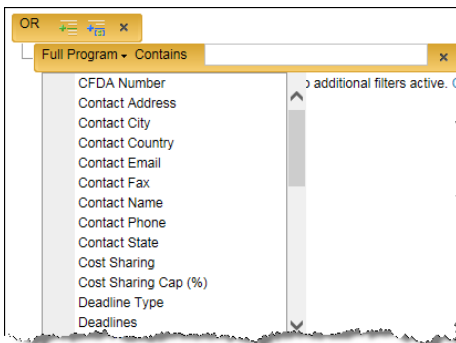 OR
Full Program Contains
CFDA Number
additional filters active.
Contact Address
Contact City
Contact Country
Contact Email
Contact Fax
Contact Name
Contact Phone
Contact State
Cost Sharing
Cost Sharing Cap (%)
Deadline Type
Deadlines